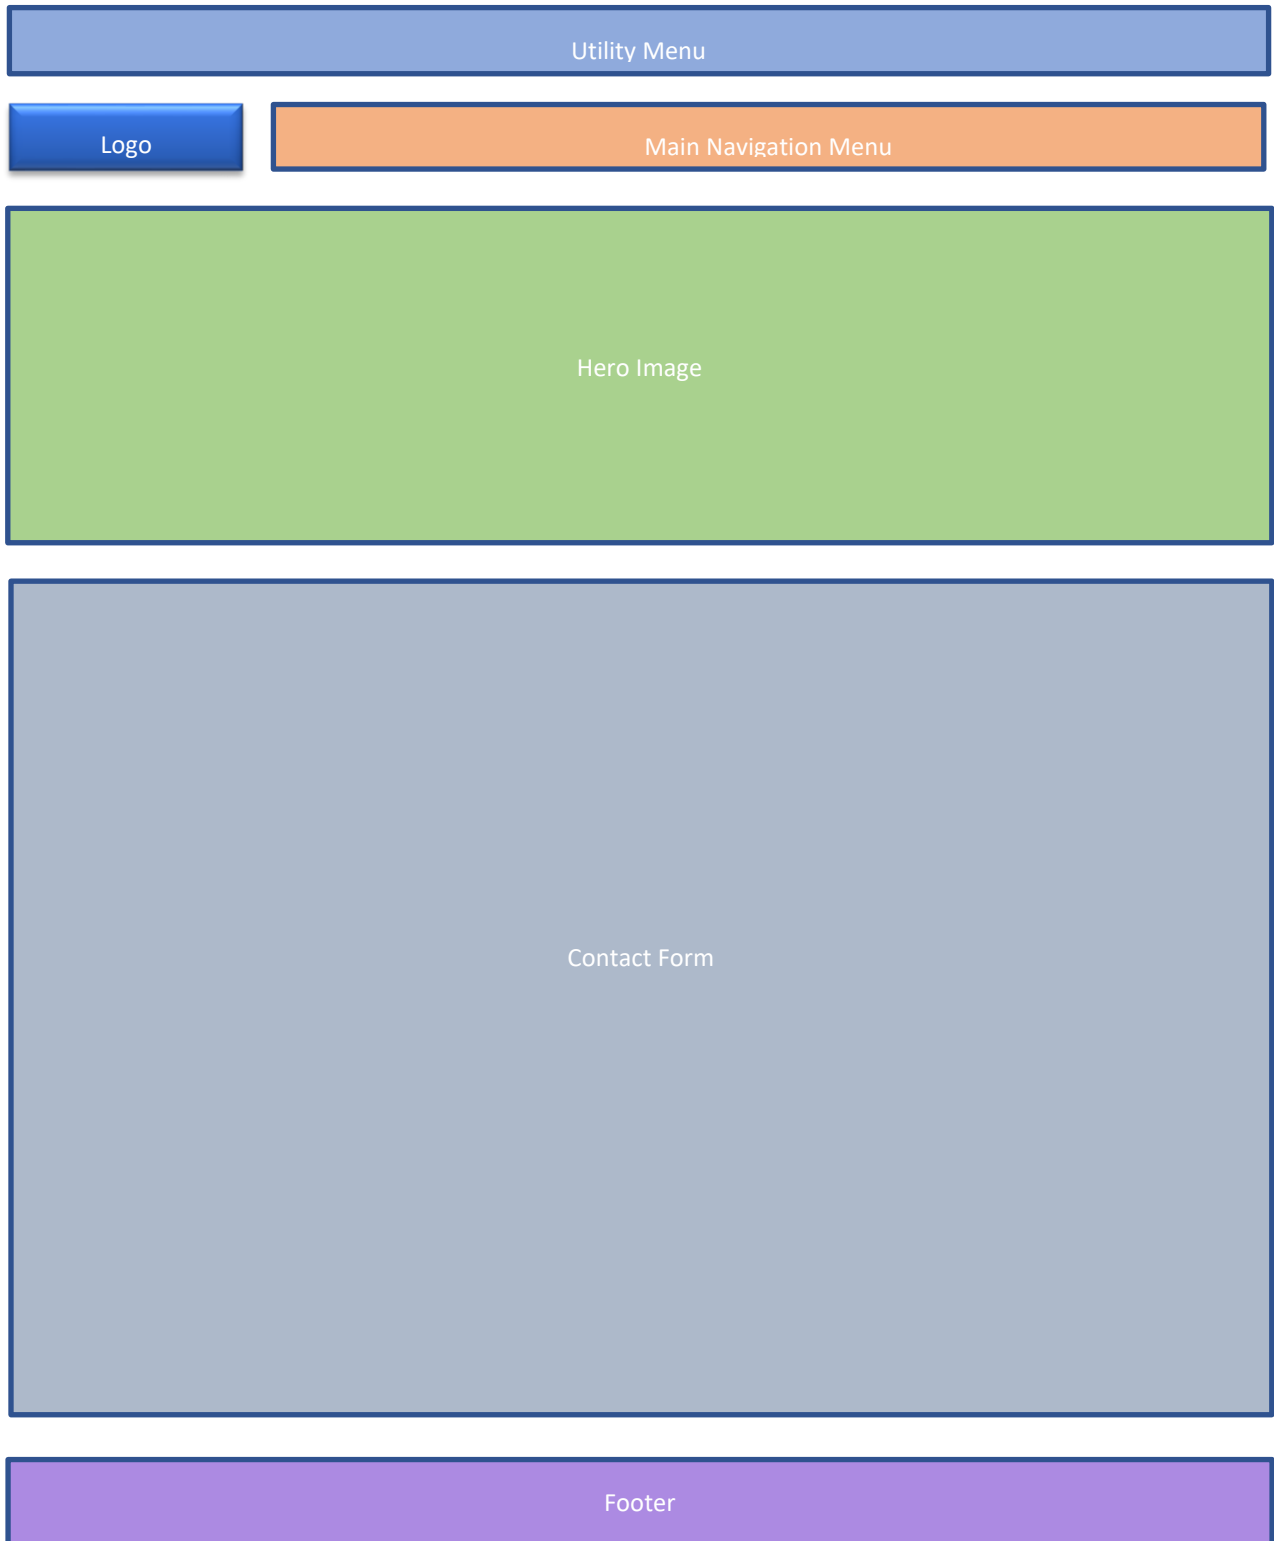 Utility Menu
Logo
Main Navigation Menu
Hero Image
Contact Form
Footer